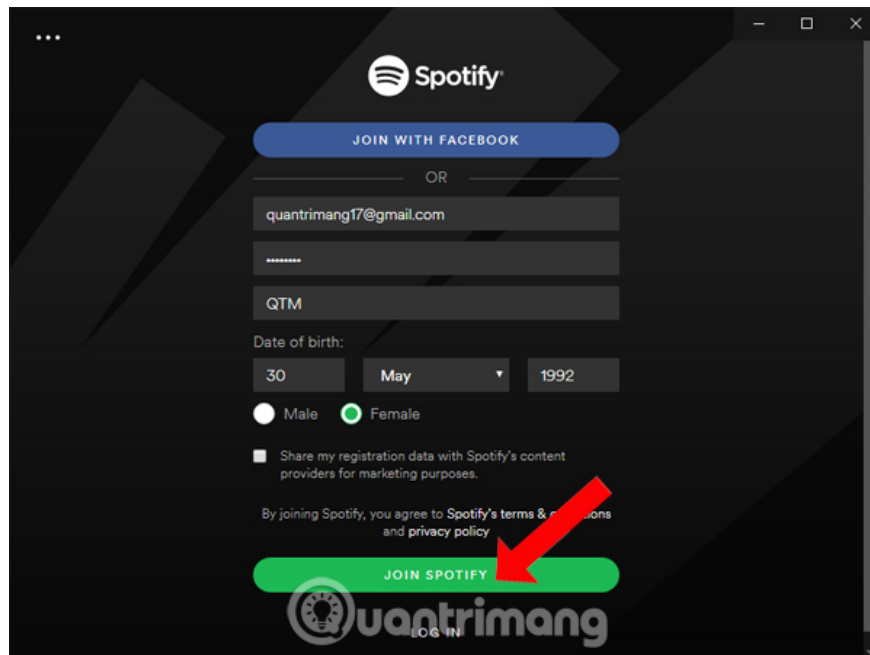 Spotify
JOIN WITH FACEBOOK
OR
quantrimang17@gmail.com
QTM
Date of birth:
30 May 1992
Male Female
Share my registration data with Spotify's content
providers for marketing purposes.
By joining Spotify, you agree to Spotify's terms &
and privacy policy
JOIN SPOTIFY
Quantrimang
LOG IN